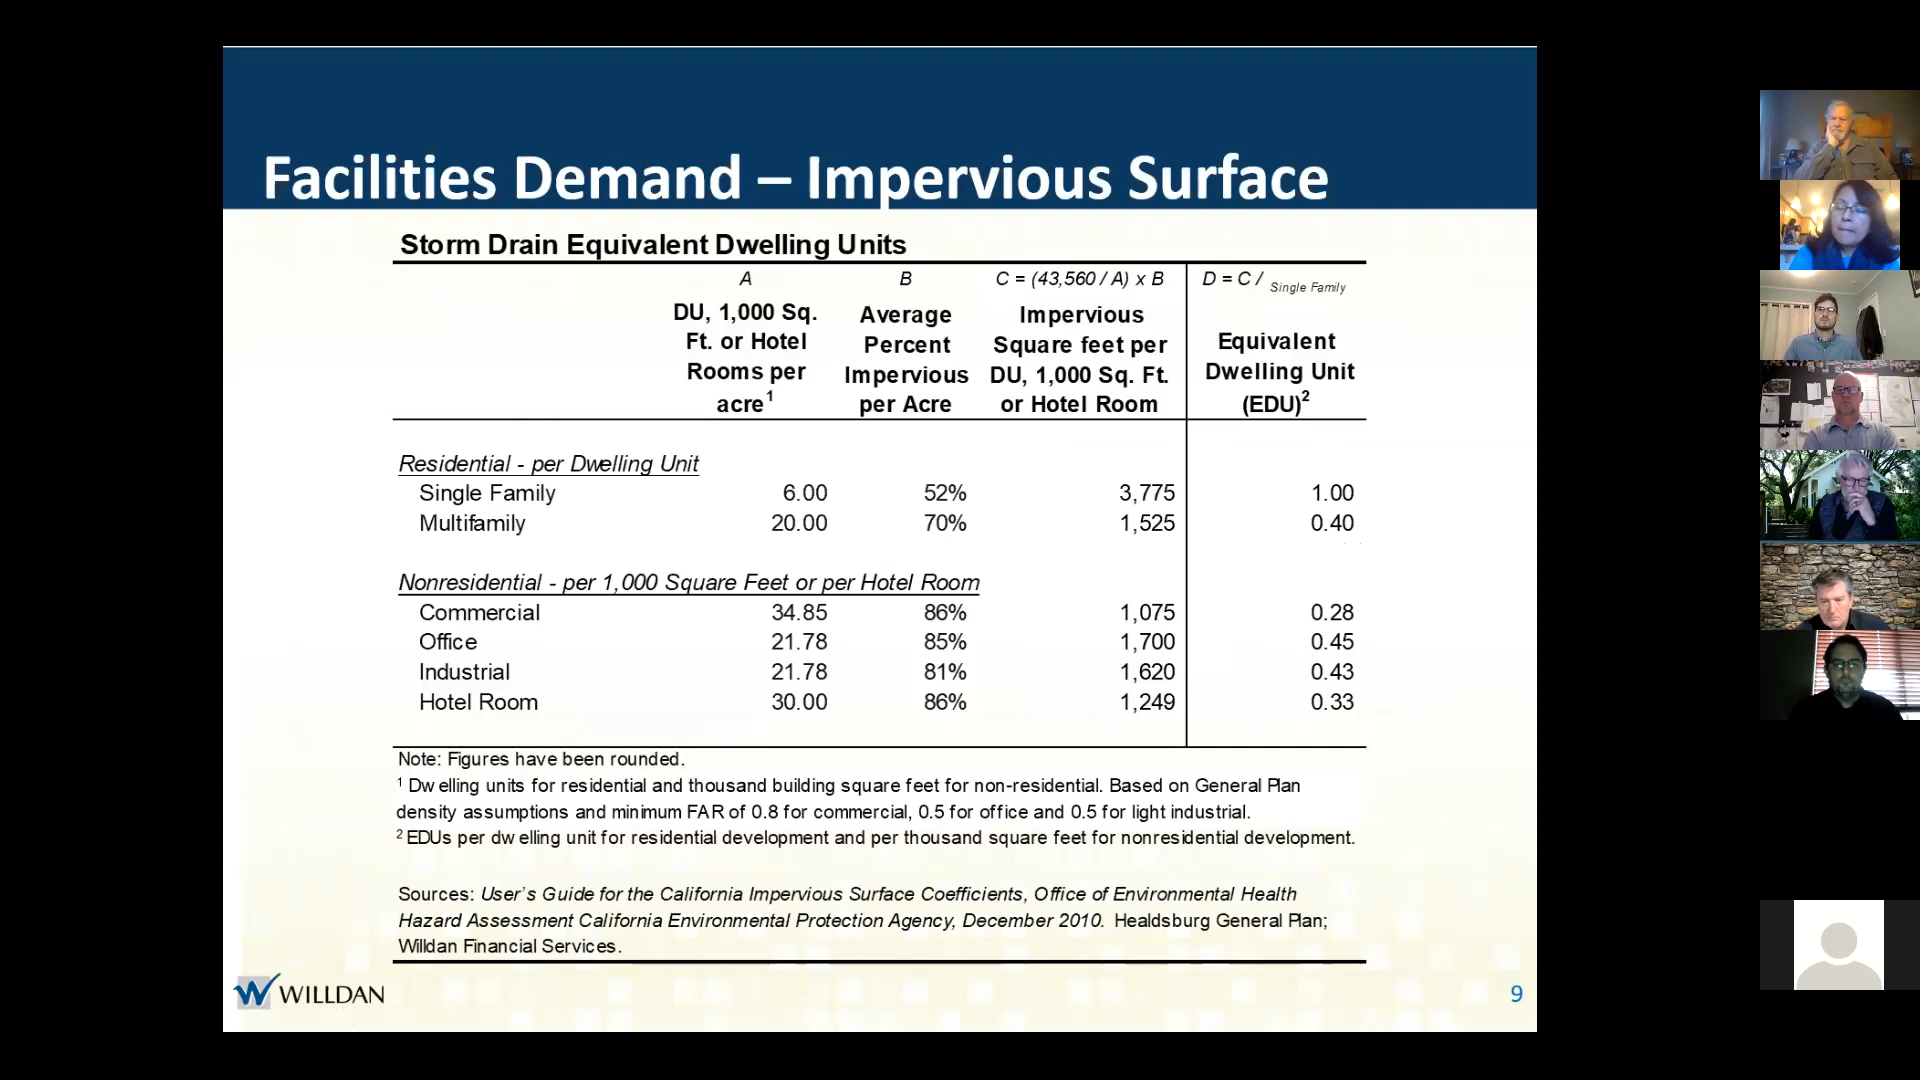 Facilities Demand – Impervious Surface
Storm Drain Equivalent Dwelling Units
A B C = (43,560 / A) x B D = C / Single Family
DU, 1,000 Sq. Ft. or Hotel Rooms per acre1 Average Percent Impervious per Acre Impervious Square feet per DU, 1,000 Sq. Ft. or Hotel Room Equivalent Dwelling Unit (EDU)2
Residential - per Dwelling Unit
Single Family 6.00 52% 3,775 1.00
Multifamily 20.00 70% 1,525 0.40
Nonresidential - per 1,000 Square Feet or per Hotel Room
Commercial 34.85 86% 1,075 0.28
Office 21.78 85% 1,700 0.45
Industrial 21.78 81% 1,620 0.43
Hotel Room 30.00 86% 1,249 0.33
Note: Figures have been rounded.
1 Dwelling units for residential and thousand building square feet for non-residential. Based on General Plan
density assumptions and minimum FAR of 0.8 for commercial, 0.5 for office and 0.5 for light industrial.
2 EDUs per dwelling unit for residential development and per thousand square feet for nonresidential development.
Sources: User's Guide for the California Impervious Surface Coefficients, Office of Environmental Health
Hazard Assessment California Environmental Protection Agency, December 2010. Healdsburg General Plan;
Willdan Financial Services.
W WILLDAN
9